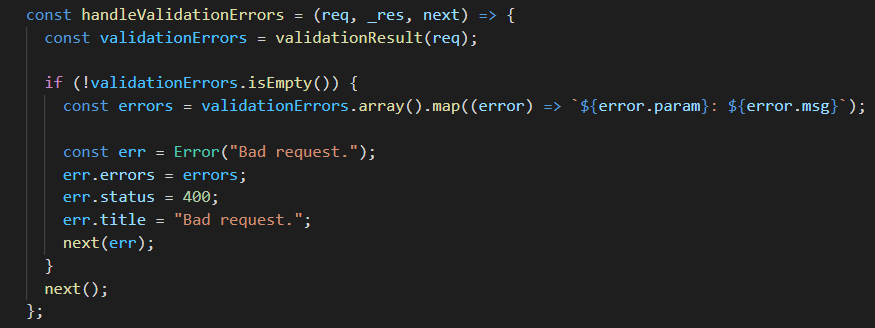 const handleValidationErrors = (req, _res, next) => {
  const validationErrors = validationResult(req);
  if (!validationErrors.isEmpty()) {
    const errors = validationErrors.array().map((error) => `${error.param}: ${error.msg}`);
    const err = Error("Bad request.");
    err.errors = errors;
    err.status = 400;
    err.title = "Bad request.";
    next(err);
  }
  next();
};